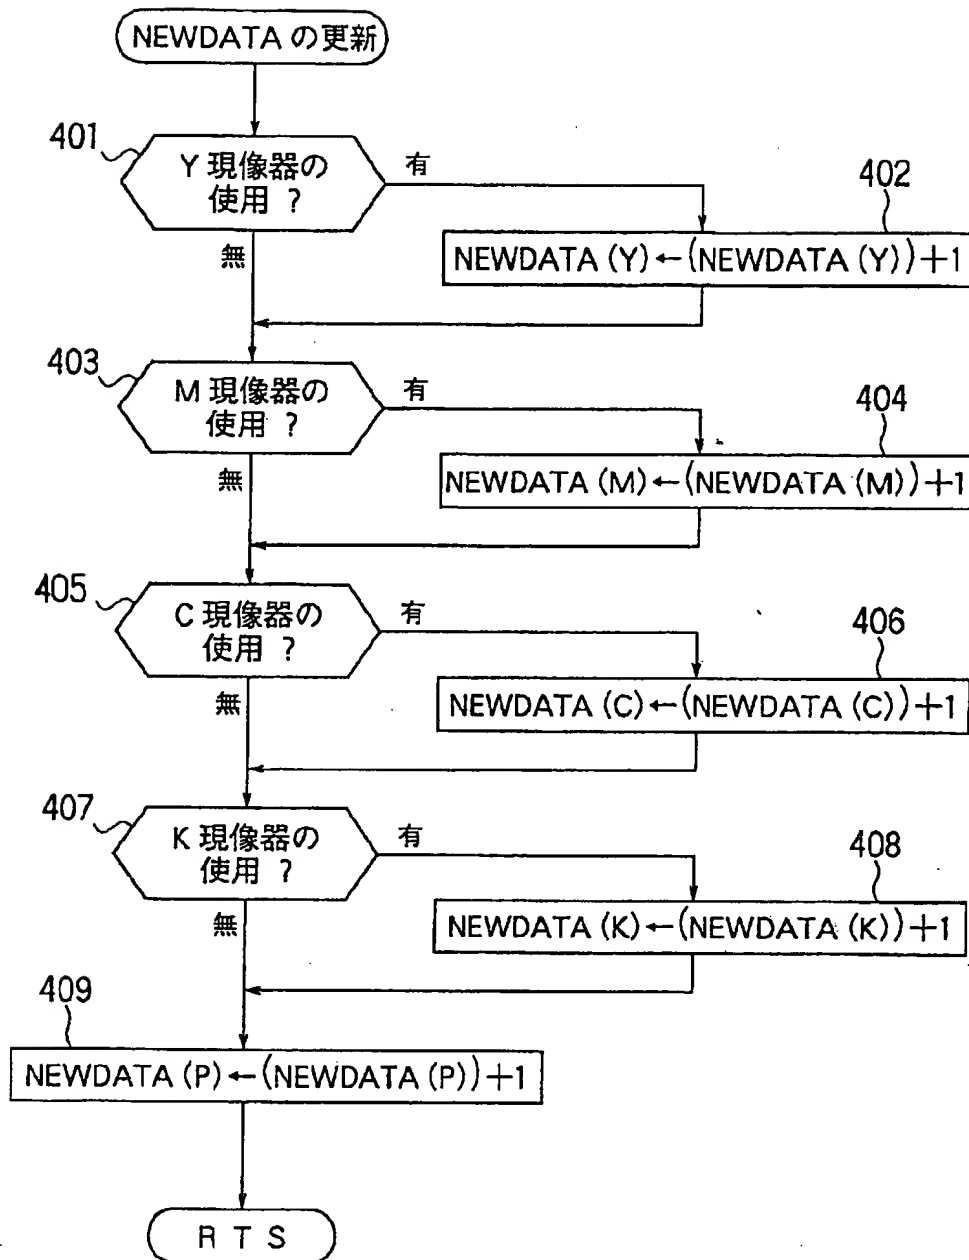 NEWDATA の更新
401
Y 現像器の
使用 ?
有
無
402
NEWDATA (Y) ← (NEWDATA (Y)) +1
403
M 現像器の
使用 ?
有
無
404
NEWDATA (M) ← (NEWDATA (M)) +1
405
C 現像器の
使用 ?
有
無
406
NEWDATA (C) ← (NEWDATA (C)) +1
407
K 現像器の
使用 ?
有
無
408
NEWDATA (K) ← (NEWDATA (K)) +1
409
NEWDATA (P) ← (NEWDATA (P)) +1
R T S